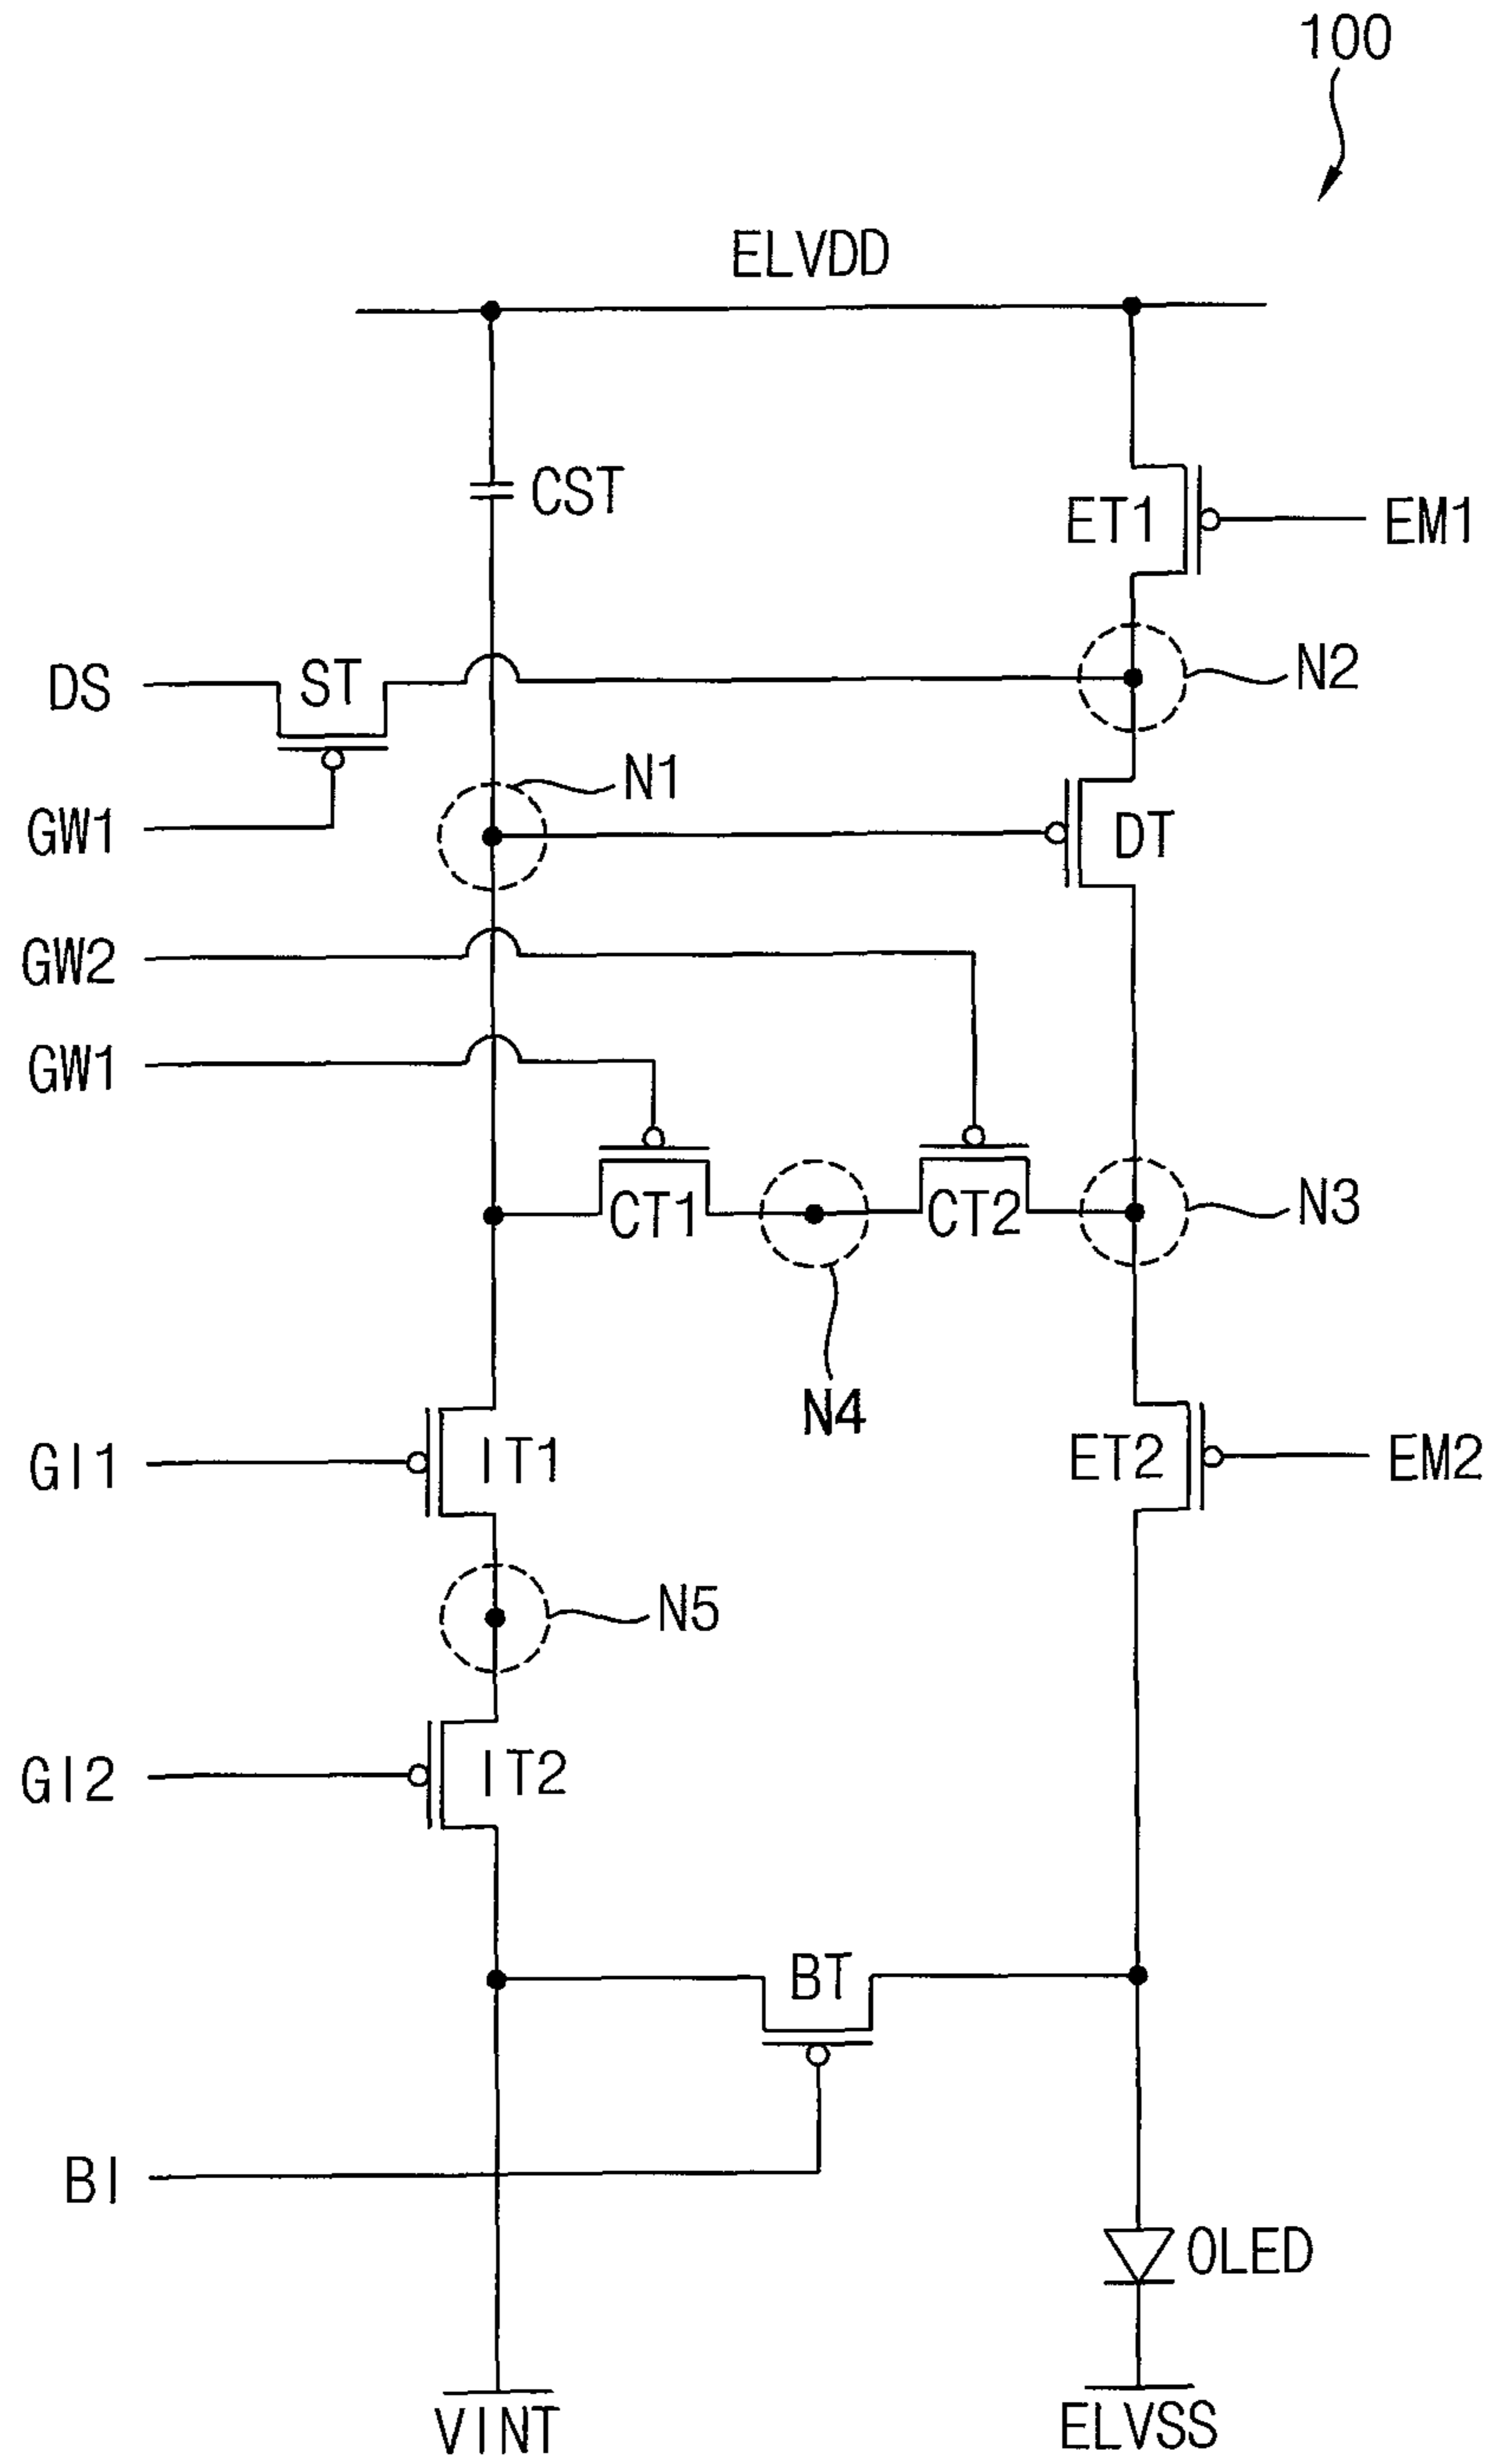 100
ELVDD
CST
ET1
EM1
DS
ST
N2
N1
GW1
DT
GW2
GW1
CT1
CT2
N3
N4
GI1
IT1
ET2
EM2
N5
GI2
IT2
BT
BI
OLED
VINT
ELVSS